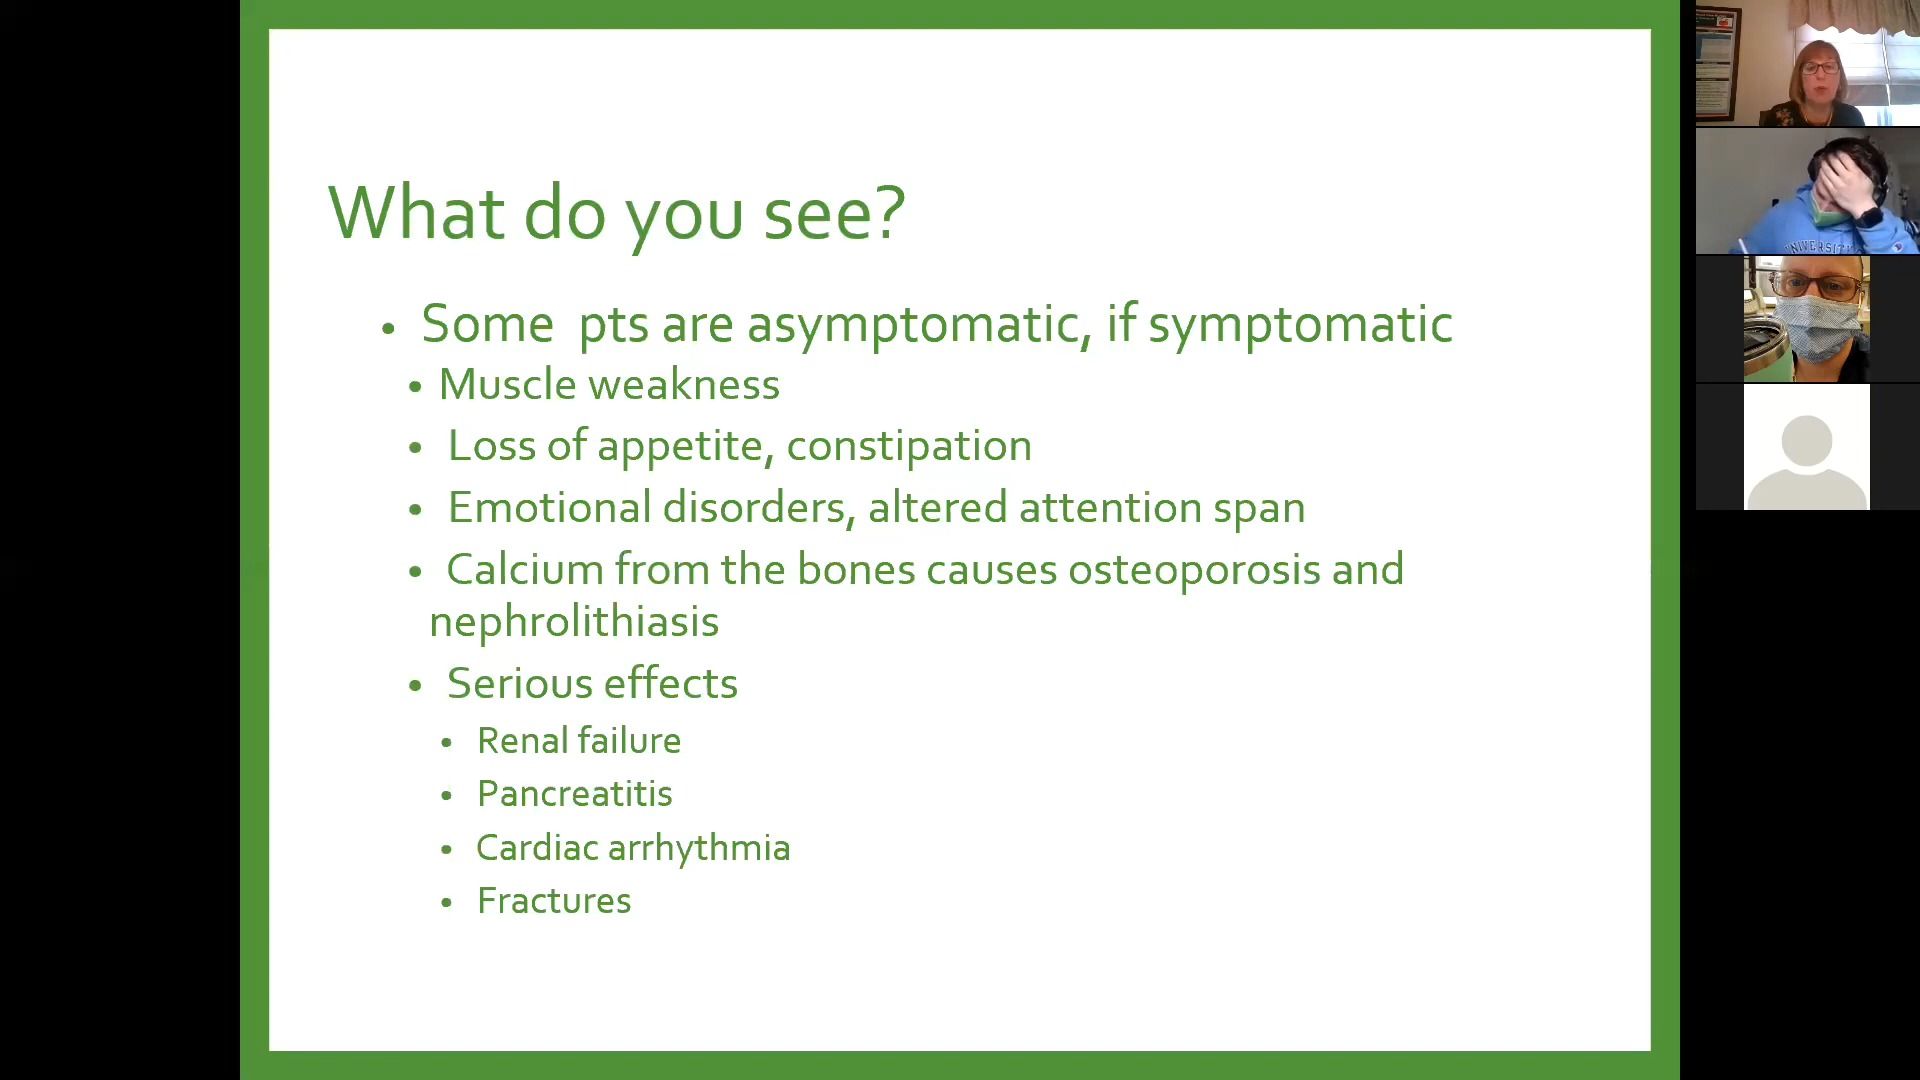 What do you see?
• Some pts are asymptomatic, if symptomatic
• Muscle weakness
• Loss of appetite, constipation
• Emotional disorders, altered attention span
• Calcium from the bones causes osteoporosis and
nephrolithiasis
• Serious effects
• Renal failure
• Pancreatitis
• Cardiac arrhythmia
• Fractures
UNIVERSITY